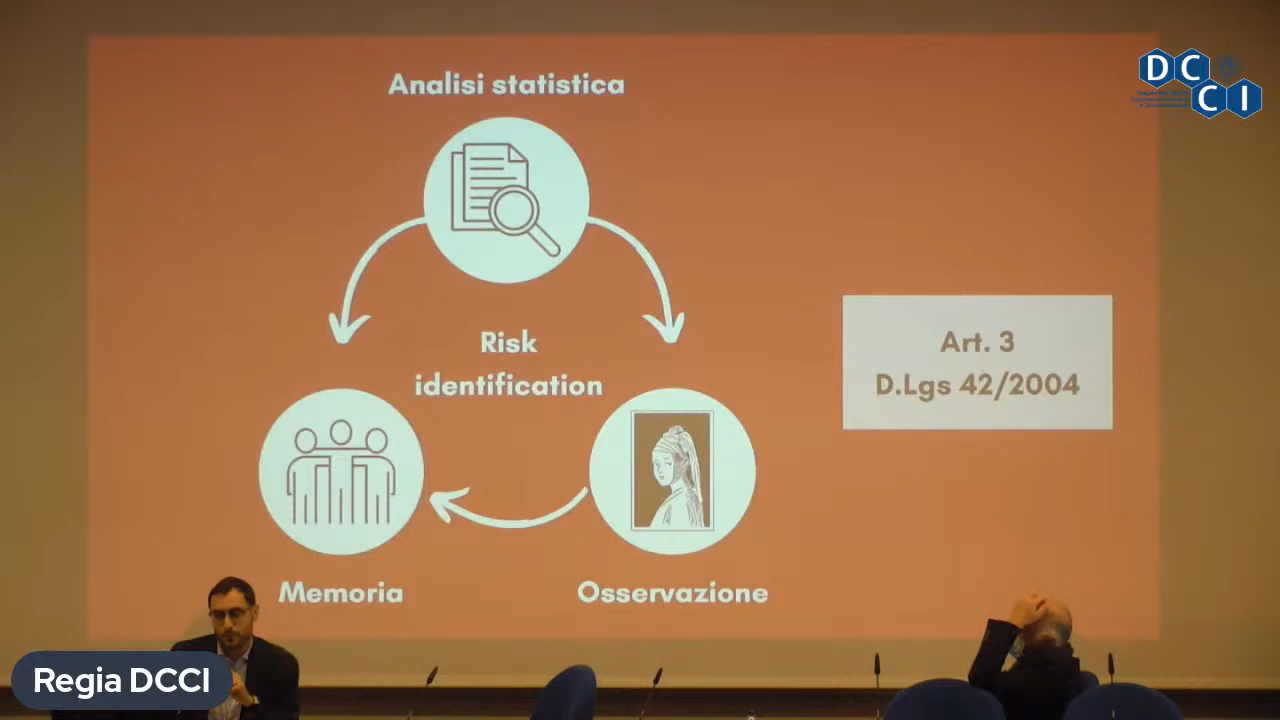 Analisi statistica
DC
CI
Risk
identification
Art. 3
D.Lgs 42/2004
Memoria
Osservazione
Regia DCCI